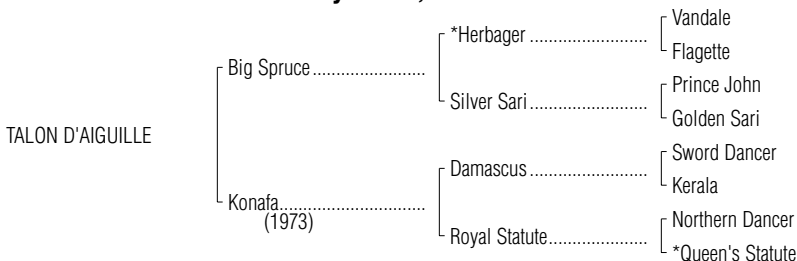 Vandale
*Herbager ..............................
Flagette
Big Spruce.............................
Prince John
Silver Sari..............................
Golden Sari
TALON D'AIGUILLE
Sword Dancer
Damascus ..............................
Kerala
Konafa......................................
(1973)
Northern Dancer
Royal Statute.........................
*Queen's Statute